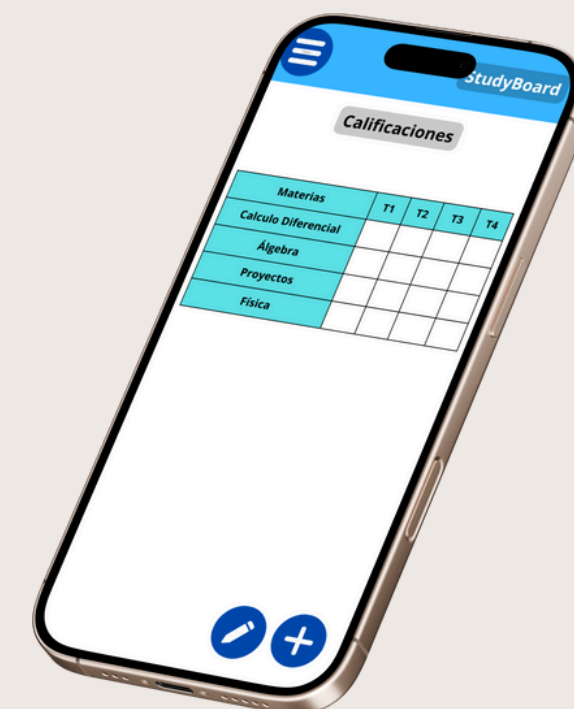 StudyBoard
Calificaciones
Materias T1 T2 T3 T4
Calculo Diferencial
Álgebra
Proyectos
Física